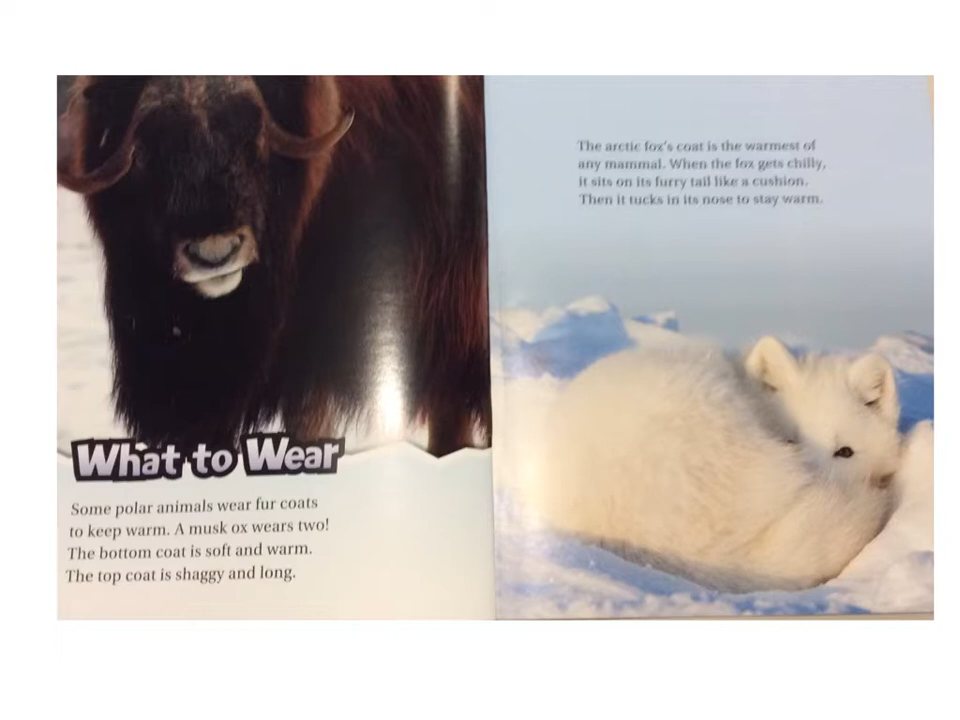 What to Wear
Some polar animals wear fur coats
to keep warm. A musk ox wears two!
The bottom coat is soft and warm.
The top coat is shaggy and long.
The arctic fox's coat is the warmest of
any mammal. When the fox gets chilly,
it sits on its furry tail like a cushion.
Then it tucks in its nose to stay warm.